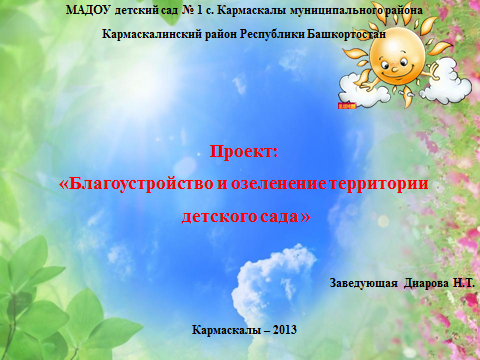 МАДОУ детский сад № 1 с. Кармаскалы муниципального района
Кармаскалинский район Республики Башкортостан
Проект:
«Благоустройство и озеленение территории
детского сада»
Заведующая Диарова Н.Т.
Кармаскалы – 2013